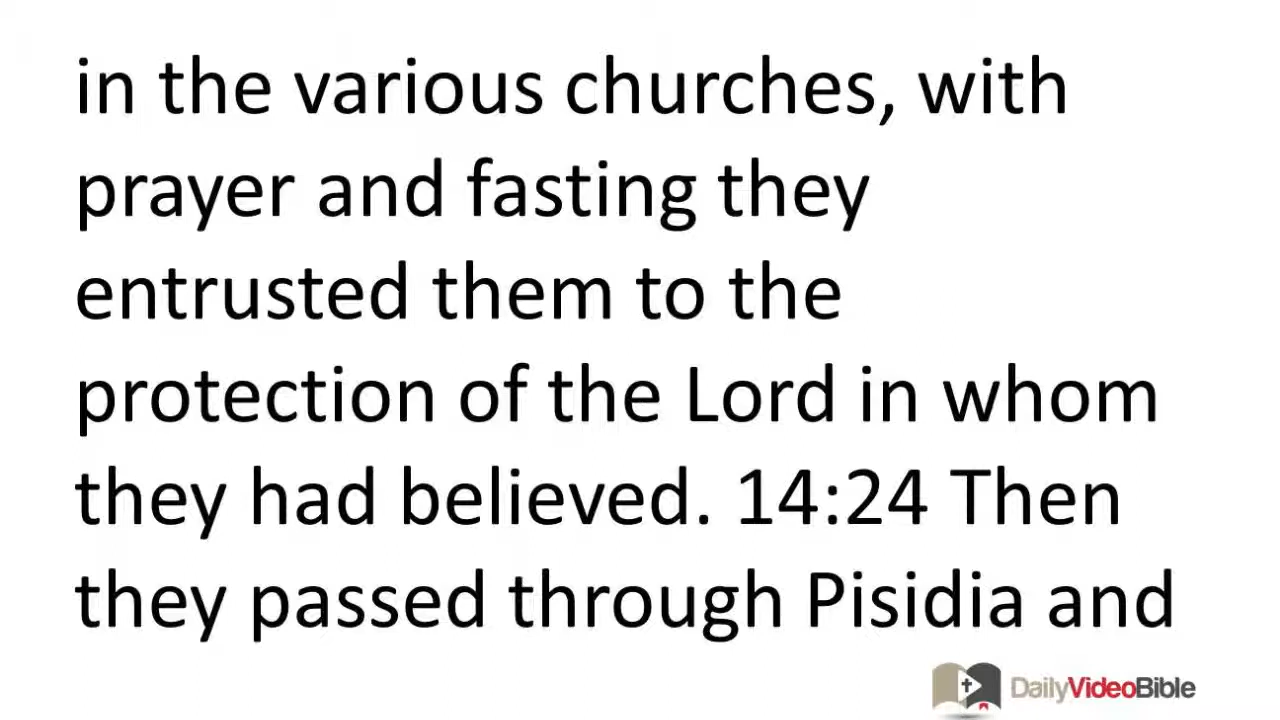 in the various churches, with
prayer and fasting they
entrusted them to the
protection of the Lord in whom
they had believed. 14:24 Then
they passed through Pisidia and
DailyVideoBible